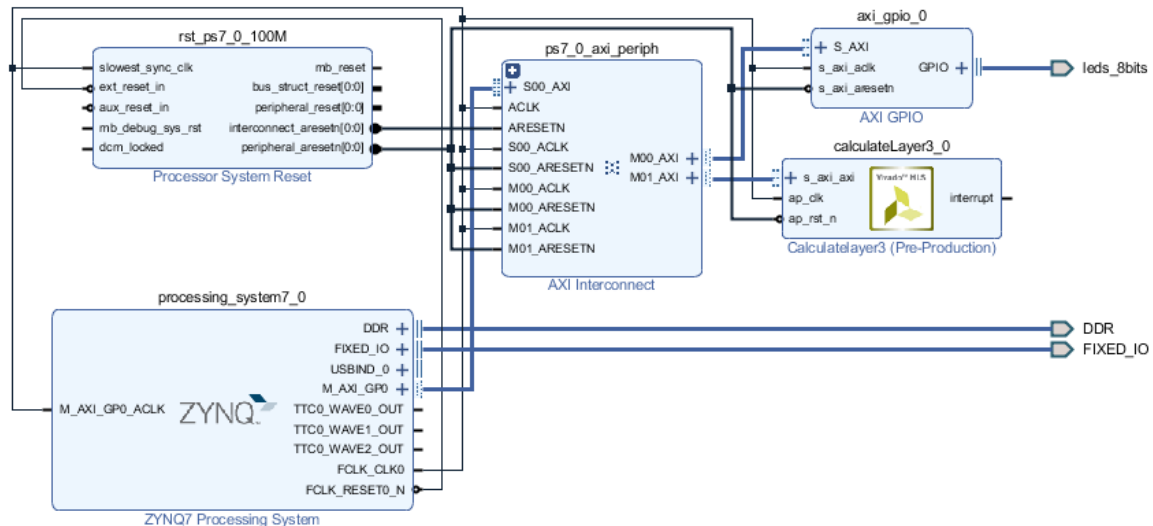 rst_ps7_0_100M
slowest_sync_clk
ext_reset_in
aux_reset_in
mb_debug_sys_rst
dcm_locked
mb_reset
bus_struct_reset[0:0]
peripheral_reset[0:0]
interconnect_aresetn[0:0]
peripheral_aresetn[0:0]
Processor System Reset
ps7_0_axi_periph
S00_AXI
ACLK
ARESETN
S00_ACLK
S00_ARESETN
M00_ACLK
M00_ARESETN
M01_ACLK
M01_ARESETN
M00_AXI
M01_AXI
AXI Interconnect
axi_gpio_0
S_AXI
s_axi_aclk
s_axi_aresetn
GPIO
AXI GPIO
leds_8bits
calculateLayer3_0
s_axi_axi
ap_clk
ap_rst_n
Vivado™ HLS
interrupt
Calculatelayer3 (Pre-Production)
processing_system7_0
M_AXI_GP0_ACLK
ZYNQ
DDR
FIXED_IO
USBIND_0
M_AXI_GP0
TTC0_WAVE0_OUT
TTC0_WAVE1_OUT
TTC0_WAVE2_OUT
FCLK_CLK0
FCLK_RESET0_N
ZYNQ7 Processing System
DDR
FIXED_IO